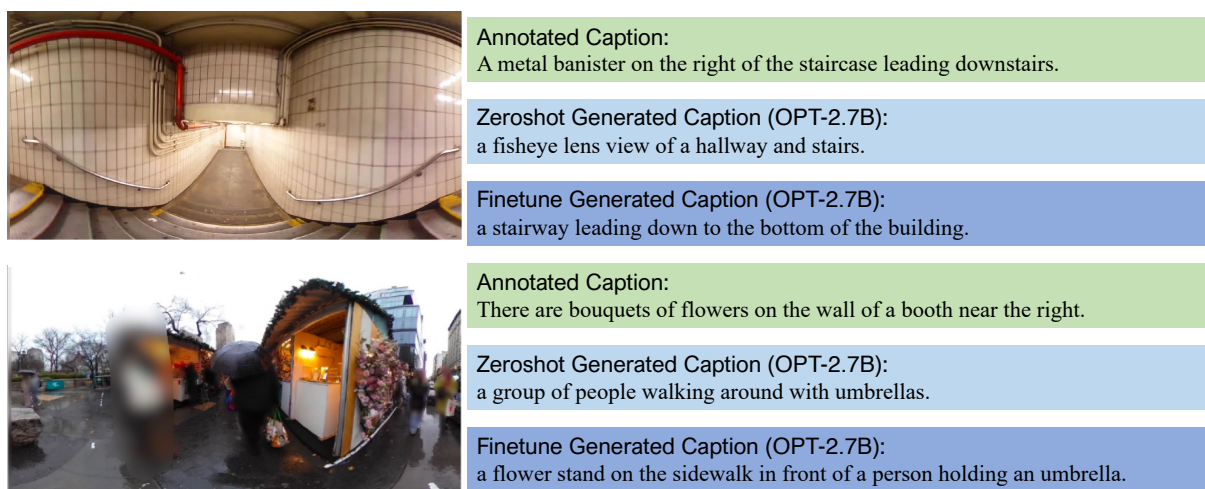 Annotated Caption:
A metal banister on the right of the staircase leading downstairs.
Zeroshot Generated Caption (OPT-2.7B):
a fisheye lens view of a hallway and stairs.
Finetune Generated Caption (OPT-2.7B):
a stairway leading down to the bottom of the building.
Annotated Caption:
There are bouquets of flowers on the wall of a booth near the right.
Zeroshot Generated Caption (OPT-2.7B):
a group of people walking around with umbrellas.
Finetune Generated Caption (OPT-2.7B):
a flower stand on the sidewalk in front of a person holding an umbrella.